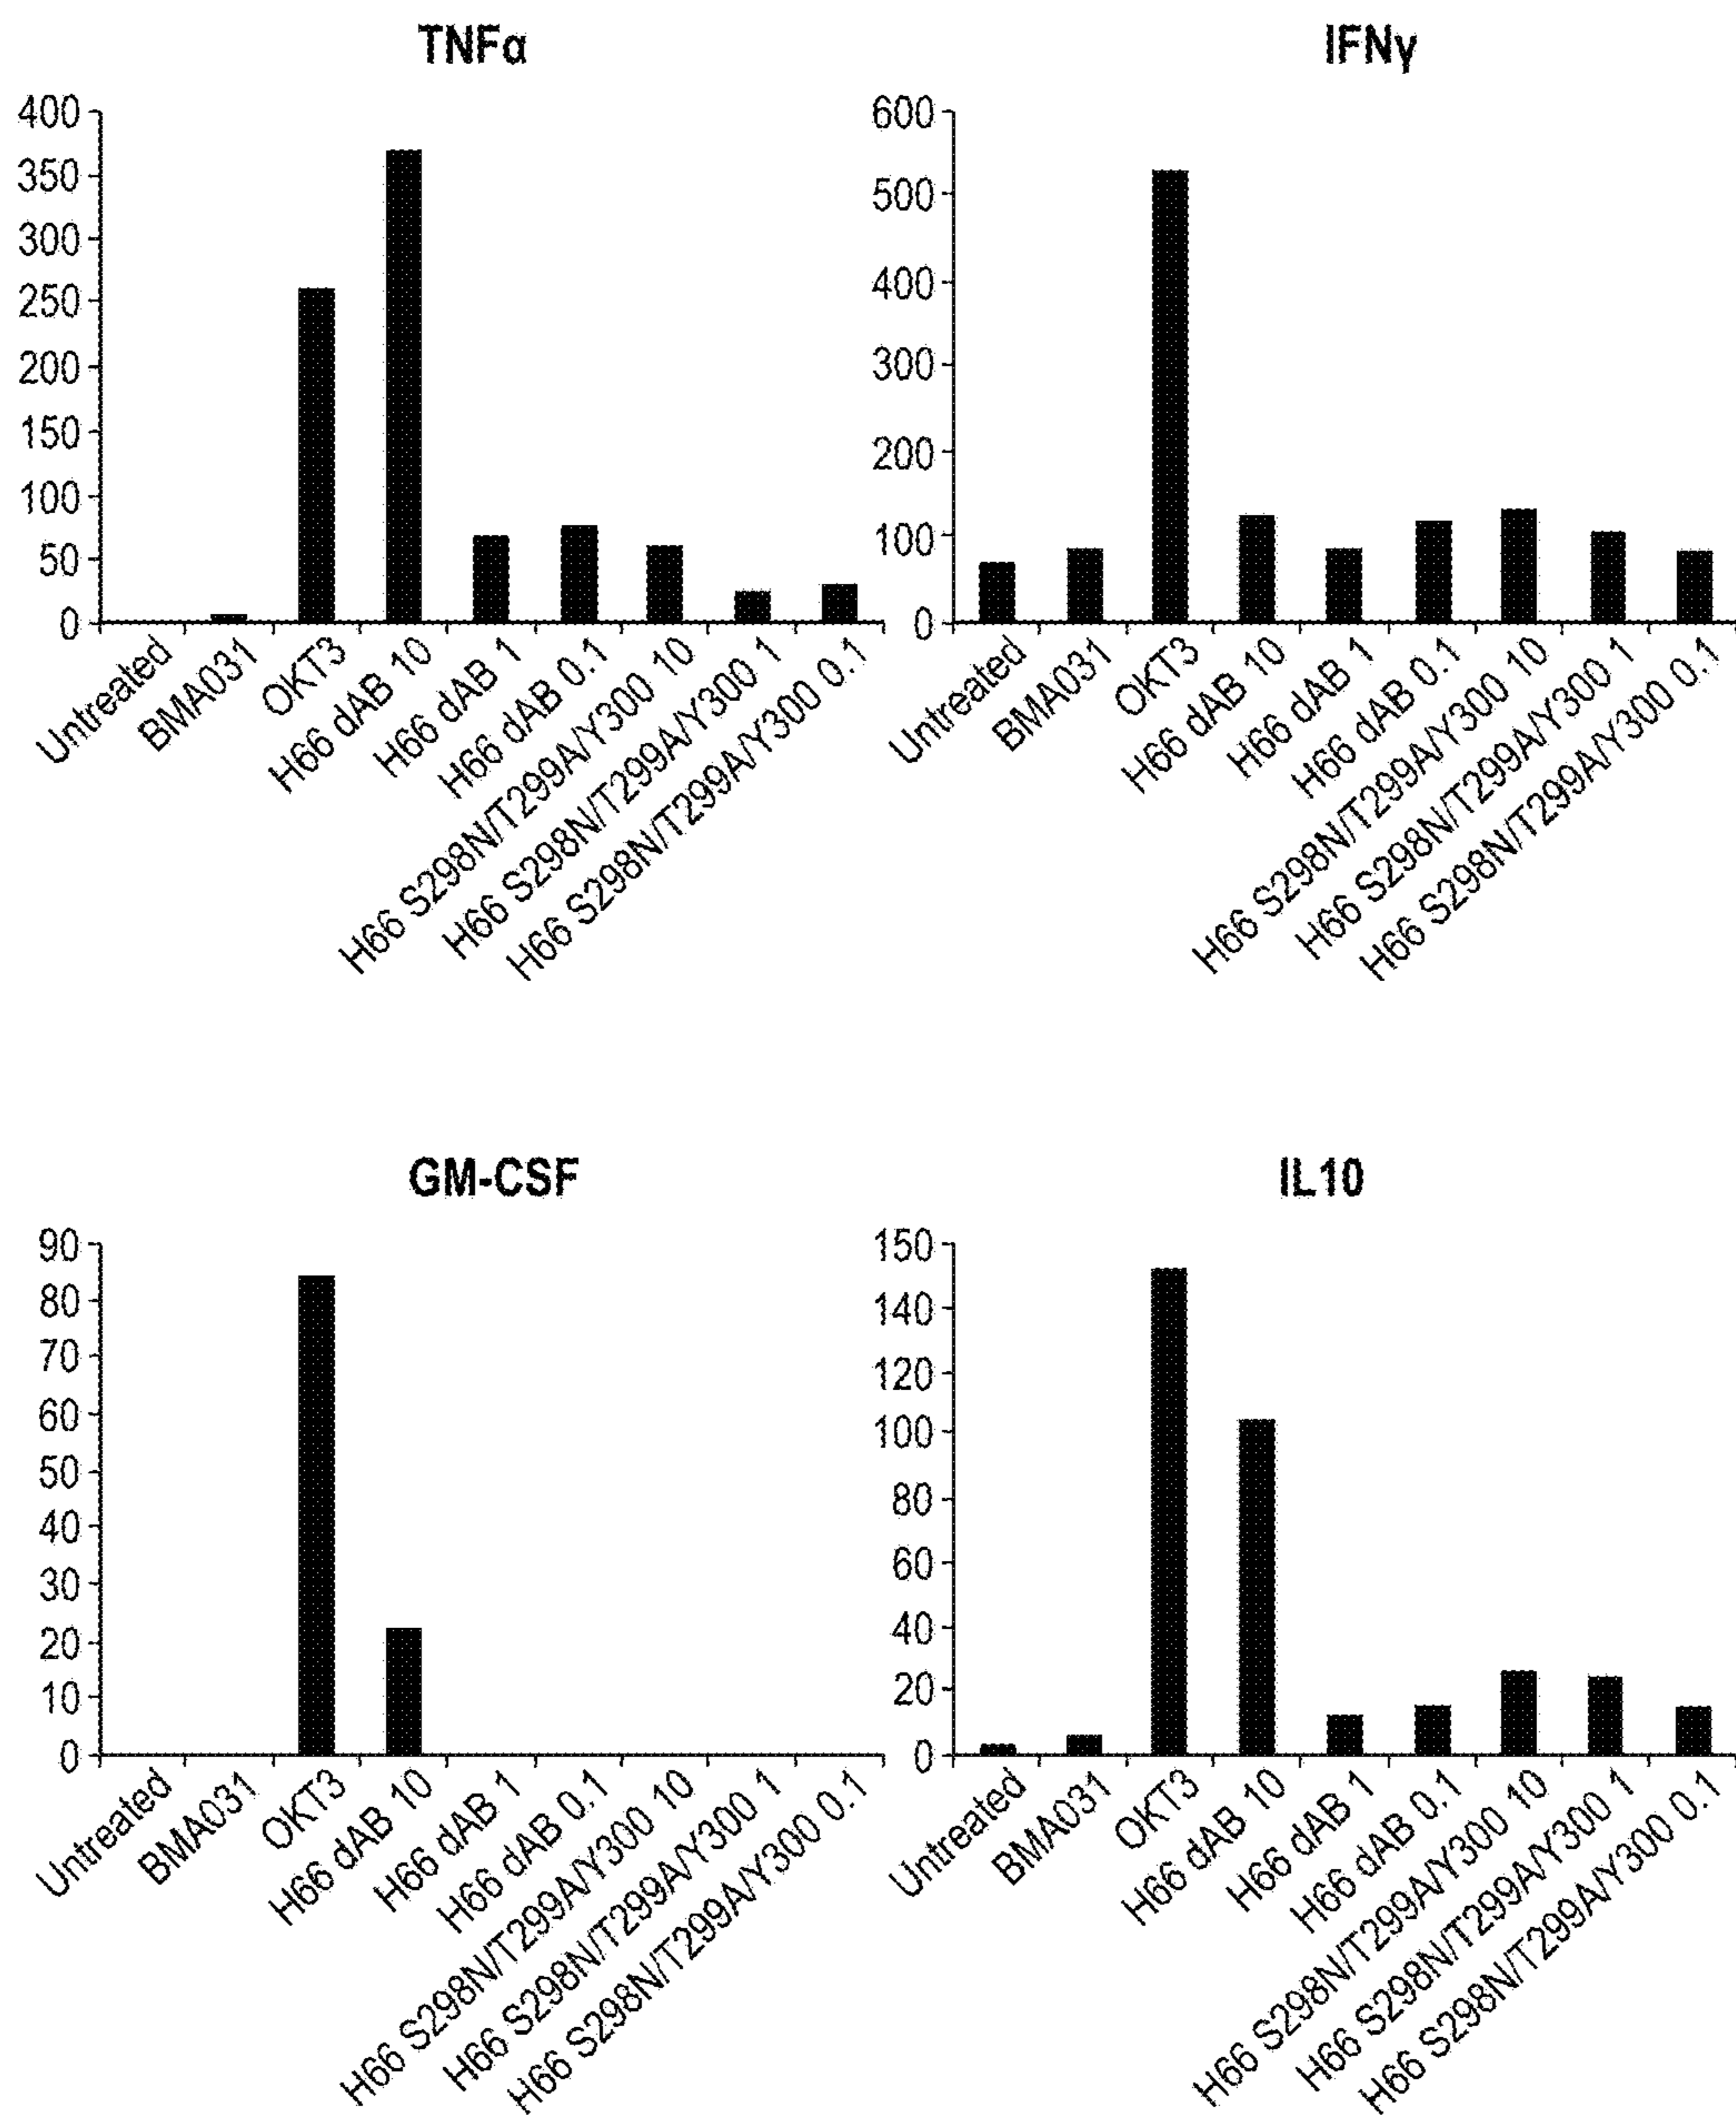 TNFα
400
350
300
250
200
150
100
50
0
Untreated
BMA031
OKT3
H66 dAB 10
H66 dAB 1
H66 dAB 0.1
H66 S298N/T299A/Y300 10
H66 S298N/T299A/Y300 1
H66 S298N/T299A/Y300 0.1
IFNγ
600
500
400
300
200
100
0
Untreated
BMA031
OKT3
H66 dAB 10
H66 dAB 1
H66 dAB 0.1
H66 S298N/T299A/Y300 10
H66 S298N/T299A/Y300 1
H66 S298N/T299A/Y300 0.1
GM-CSF
90
80
70
60
50
40
30
20
10
0
Untreated
BMA031
OKT3
H66 dAB 10
H66 dAB 1
H66 dAB 0.1
H66 S298N/T299A/Y300 10
H66 S298N/T299A/Y300 1
H66 S298N/T299A/Y300 0.1
IL10
150
140
120
100
80
60
40
20
0
Untreated
BMA031
OKT3
H66 dAB 10
H66 dAB 1
H66 dAB 0.1
H66 S298N/T299A/Y300 10
H66 S298N/T299A/Y300 1
H66 S298N/T299A/Y300 0.1